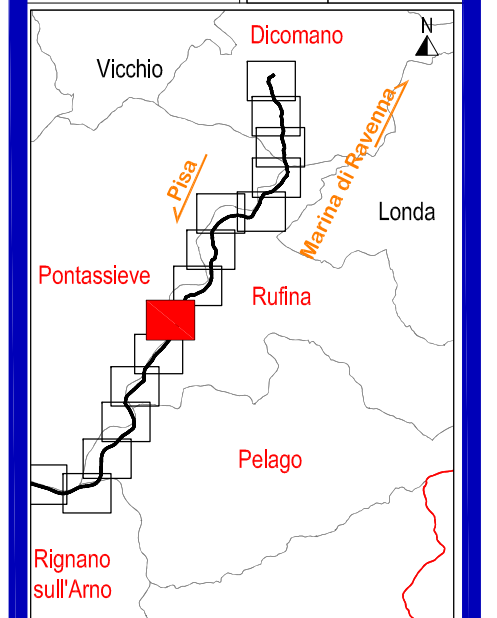 Dicomano
N
Vicchio
Marina di Ravenna
Pisa
Londa
Pontassieve
Rufina
Pelago
Rignano
sull'Arno